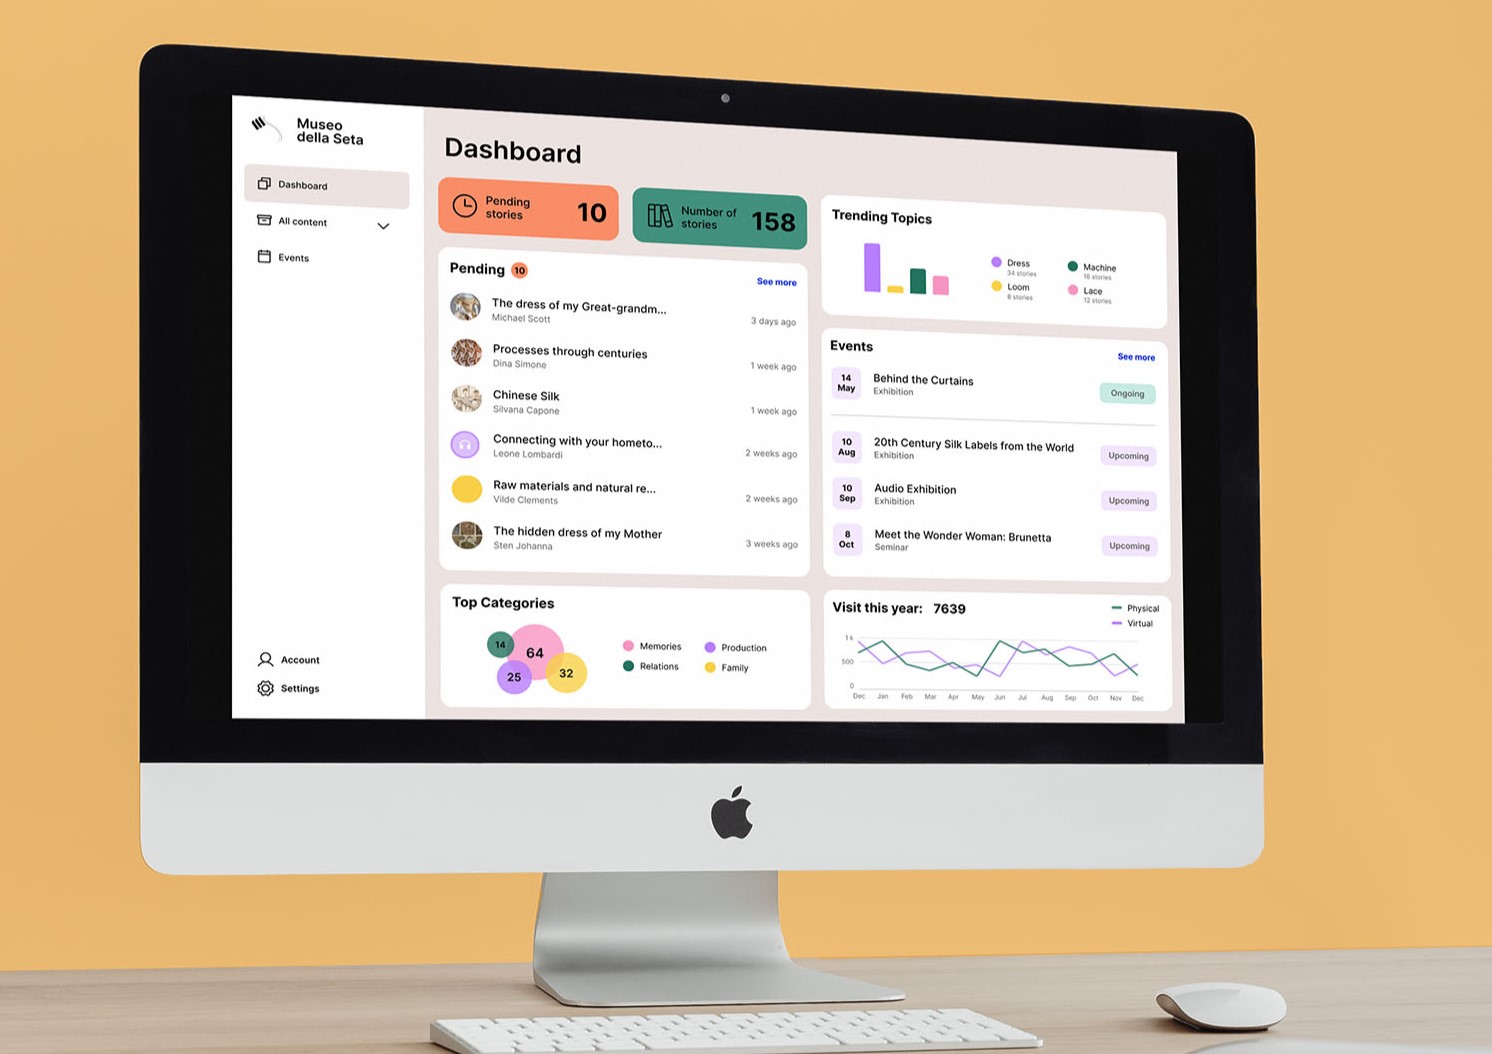 Museo
della Seta
Dashboard
All content
Events
Account
Settings
Dashboard
Pending
stories
10
Number of
stories
158
Pending 10
See more
The dress of my Great-grandm...
Michael Scott
3 days ago
Processes through centuries
Dina Simone
1 week ago
Chinese Silk
Silvana Capone
1 week ago
Connecting with your hometo...
Leone Lombardi
2 weeks ago
Raw materials and natural re...
Vilde Clements
2 weeks ago
The hidden dress of my Mother
Sten Johanna
3 weeks ago
Top Categories
14
64
25
32
Memories
Production
Relations
Family
Trending Topics
Dress
34 stories
Machine
16 stories
Loom
8 stories
Lace
12 stories
Events
See more
14
May
Behind the Curtains
Exhibition
Ongoing
10
Aug
20th Century Silk Labels from the World
Exhibition
Upcoming
10
Sep
Audio Exhibition
Exhibition
Upcoming
8
Oct
Meet the Wonder Woman: Brunetta
Seminar
Upcoming
Visit this year: 7639
Physical
Virtual
1 k
500
0
Dec Jan Feb Mar Apr May Jun Jul Aug Sep Oct Nov Dec